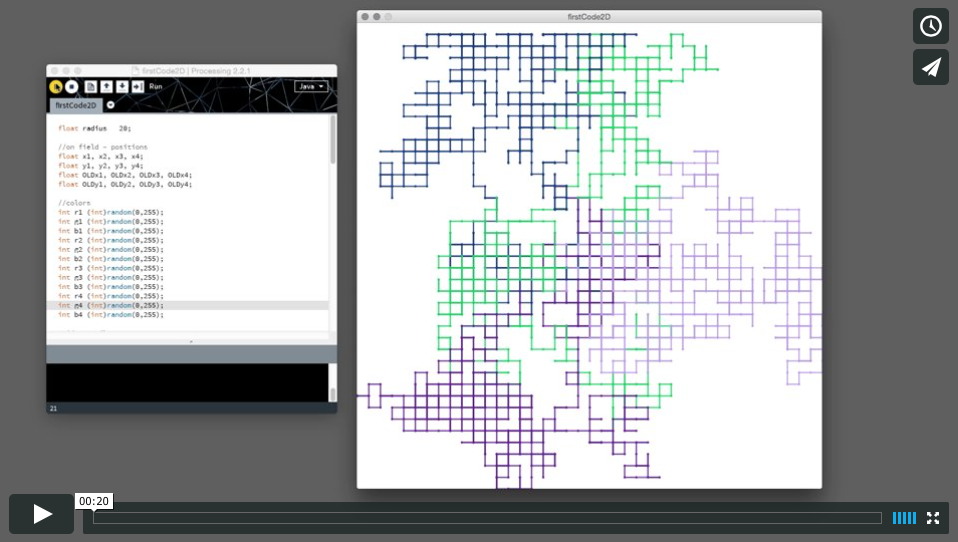 firstCode2D
firstCode2D | Processing 2.2.1
Run
Java
firstCode2D
float radius 20;
//on field - positions
float x1, x2, x3, x4;
float y1, y2, y3, y4;
float OLDx1, OLDx2, OLDx3, OLDx4;
float OLDy1, OLDy2, OLDy3, OLDy4;
//colors
int r1 (int)random(0,255);
int g1 (int)random(0,255);
int b1 (int)random(0,255);
int r2 (int)random(0,255);
int g2 (int)random(0,255);
int b2 (int)random(0,255);
int r3 (int)random(0,255);
int g3 (int)random(0,255);
int b3 (int)random(0,255);
int r4 (int)random(0,255);
int g4 (int)random(0,255);
int b4 (int)random(0,255);
21
00:20